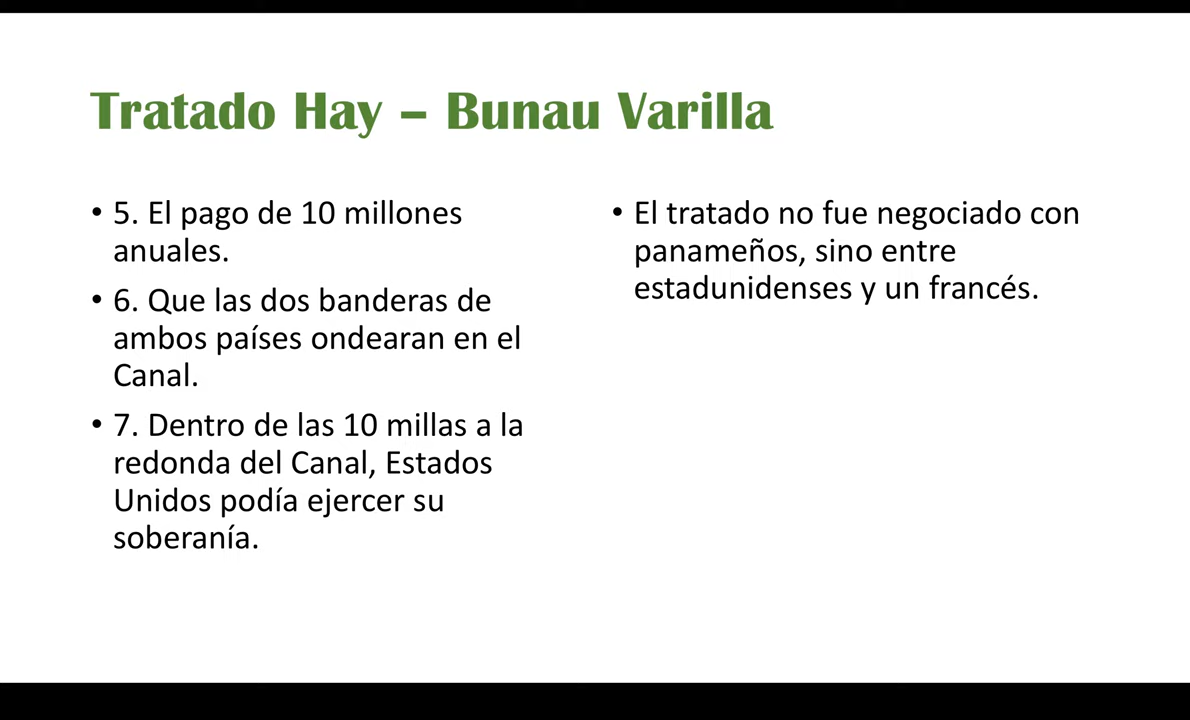 Tratado Hay – Bunau Varilla
• 5. El pago de 10 millones
anuales.
• 6. Que las dos banderas de
ambos países ondearan en el
Canal.
• 7. Dentro de las 10 millas a la
redonda del Canal, Estados
Unidos podía ejercer su
soberanía.
• El tratado no fue negociado con
panameños, sino entre
estadunidenses y un francés.